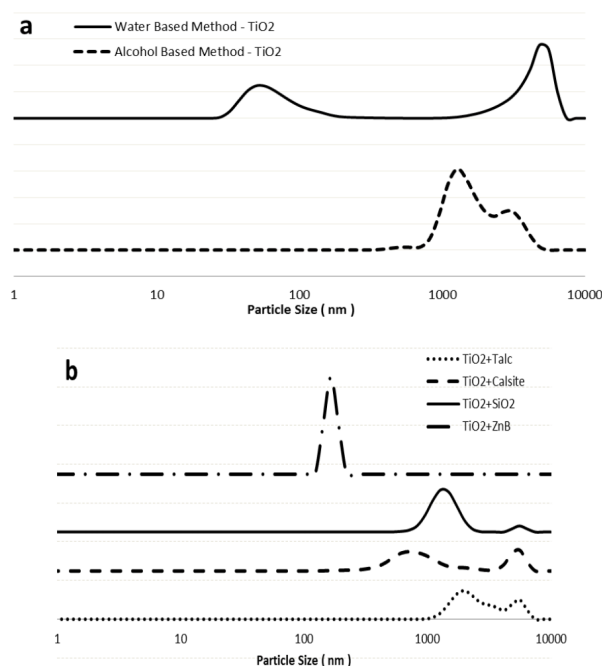 a
Water Based Method - TiO2
Alcohol Based Method - TiO2
1 10 100 1000 10000
Particle Size ( nm )
b
TiO2+Talc
TiO2+Calsite
TiO2+SiO2
TiO2+ZnB
1 10 100 1000 10000
Particle Size ( nm )